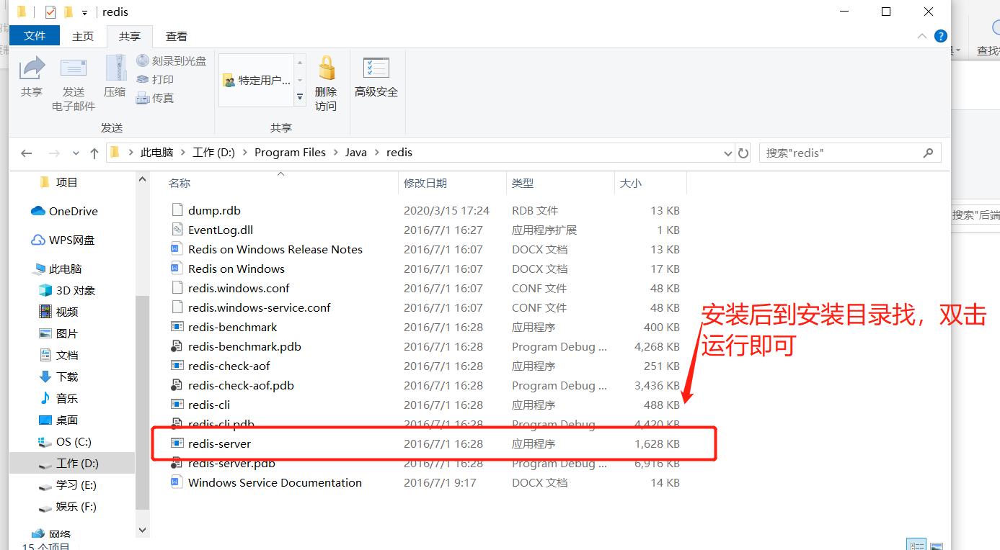 redis
文件 主页 共享 查看
共享
发送
电子邮件
压缩
刻录到光盘
打印
传真
发送
特定用户...
删除
访问
共享
高级安全
查找
此电脑 工作 (D:) Program Files Java redis
搜索"redis"
项目
OneDrive
WPS网盘
此电脑
3D 对象
视频
图片
文档
下载
音乐
桌面
OS (C:)
工作 (D:)
学习 (E:)
娱乐 (F:)
网络
15 个项目
名称 修改日期 类型 大小
dump.rdb 2020/3/15 17:24 RDB 文件 13 KB
EventLog.dll 2016/7/1 16:27 应用程序扩展 1 KB
Redis on Windows Release Notes 2016/7/1 16:07 DOCX 文档 13 KB
Redis on Windows 2016/7/1 16:07 DOCX 文档 17 KB
redis.windows.conf 2016/7/1 16:07 CONF 文件 48 KB
redis.windows-service.conf 2016/7/1 16:07 CONF 文件 48 KB
redis-benchmark 2016/7/1 16:28 应用程序 400 KB
redis-benchmark.pdb 2016/7/1 16:28 Program Debug ... 4,268 KB
redis-check-aof 2016/7/1 16:28 应用程序 251 KB
redis-check-aof.pdb 2016/7/1 16:28 Program Debug ... 3,436 KB
redis-cli 2016/7/1 16:28 应用程序 488 KB
redis-cli.pdb 2016/7/1 16:28 Program Debug ... 4,420 KB
redis-server 2016/7/1 16:28 应用程序 1,628 KB
redis-server.pdb 2016/7/1 16:28 Program Debug ... 6,916 KB
Windows Service Documentation 2016/7/1 9:17 DOCX 文档 14 KB
搜索"后端
安装后到安装目录找，双击
运行即可